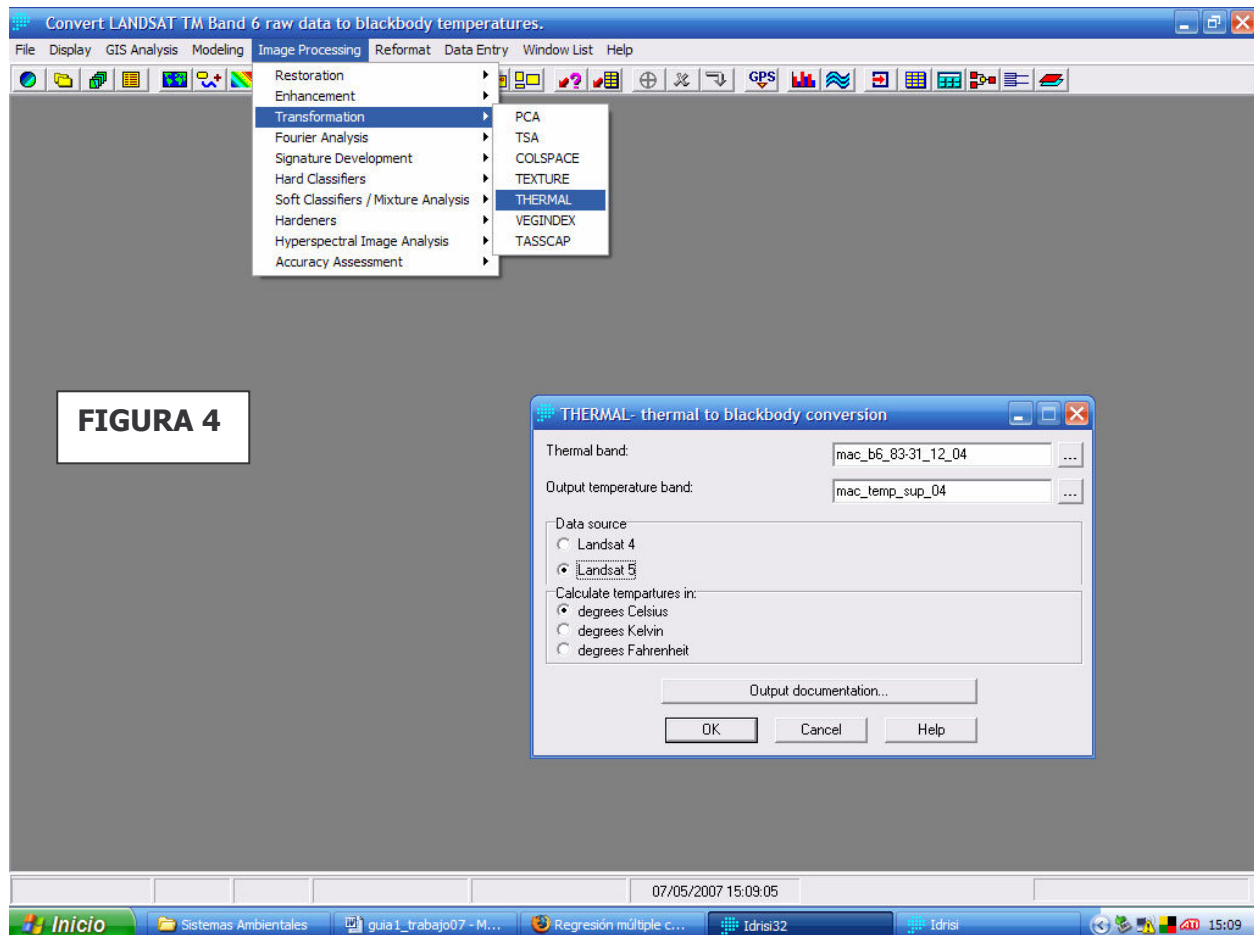 Convert LANDSAT TM Band 6 raw data to blackbody temperatures.
File Display GIS Analysis Modeling Image Processing Reformat Data Entry Window List Help
GPS
Restoration
Enhancement
Transformation
Fourier Analysis
Signature Development
Hard Classifiers
Soft Classifiers / Mixture Analysis
Hardeners
Hyperspectral Image Analysis
Accuracy Assessment
PCA
TSA
COLSPACE
TEXTURE
THERMAL
VEGINDEX
TASSCAP
FIGURA 4
THERMAL- thermal to blackbody conversion
Thermal band: mac_b6_83-31_12_04 ...
Output temperature band: mac_temp_sup_04 ...
Data source
Landsat 4
Landsat 5
Calculate tempartures in:
degrees Celsius
degrees Kelvin
degrees Fahrenheit
Output documentation...
OK Cancel Help
07/05/2007 15:09:05
Inicio Sistemas Ambientales guia1_trabajo07 - M... Regresión múltiple c... Idrisi32 Idrisi 15:09